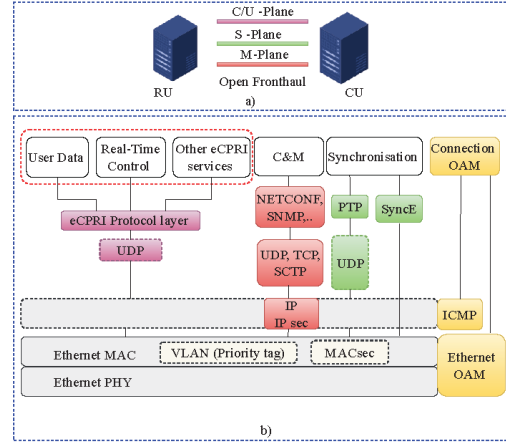 C/U -Plane
S -Plane
M-Plane
Open Fronthaul
RU
CU
a)
User Data
Real-Time
Control
Other eCPRI
services
C&M
Synchronisation
Connection
OAM
NETCONF,
SNMP,..
PTP
SyncE
eCPRI Protocol layer
UDP
UDP, TCP,
SCTP
UDP
IP
IP sec
ICMP
Ethernet MAC
VLAN (Priority tag)
MACsec
Ethernet
OAM
Ethernet PHY
b)